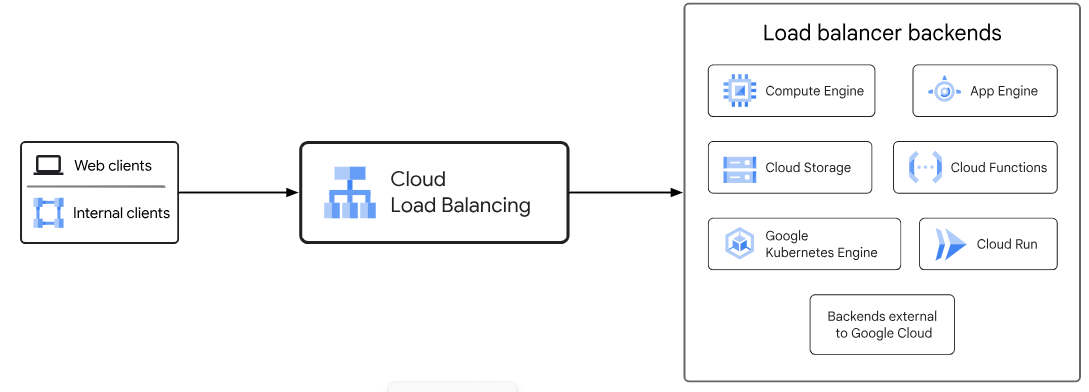 Web clients
Internal clients
Cloud
Load Balancing
Load balancer backends
Compute Engine
App Engine
Cloud Storage
Cloud Functions
Google
Kubernetes Engine
Cloud Run
Backends external
to Google Cloud